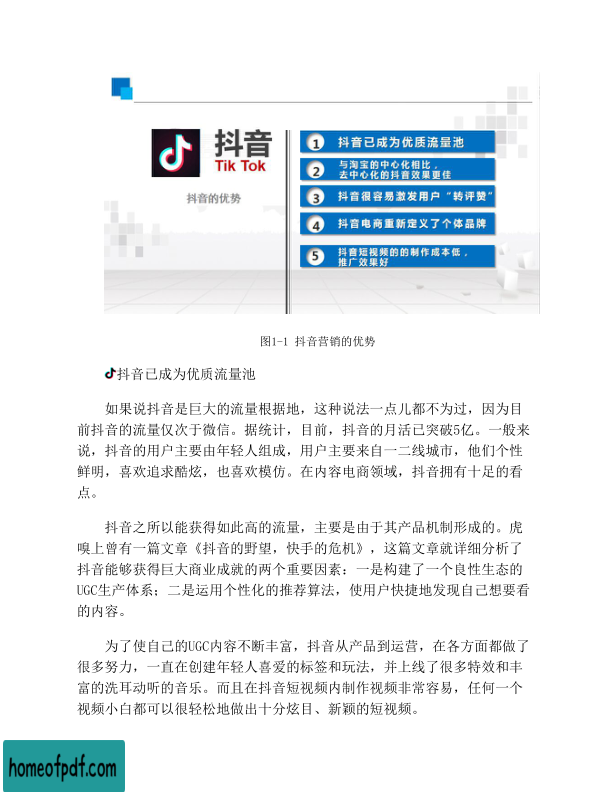 抖音
Tik Tok
抖音的优势
1 抖音已成为优质流量池
2 与淘宝的中心化相比，
去中心化的抖音效果更佳
3 抖音很容易激发用户“转评赞”
4 抖音电商重新定义了个体品牌
5 抖音短视频的的制作成本低，
推广效果好
图1-1 抖音营销的优势
抖音已成为优质流量池
如果说抖音是巨大的流量根据地，这种说法一点儿都不为过，因为目
前抖音的流量仅次于微信。据统计，目前，抖音的月活已突破5亿。一般来
说，抖音的用户主要由年轻人组成，用户主要来自一二线城市，他们个性
鲜明，喜欢追求酷炫，也喜欢模仿。在内容电商领域，抖音拥有十足的看
点。
抖音之所以能获得如此高的流量，主要是由于其产品机制形成的。虎
嗅上曾有一篇文章《抖音的野望，快手的危机》，这篇文章就详细分析了
抖音能够获得巨大商业成就的两个重要因素：一是构建了一个良性生态的
UGC生产体系；二是运用个性化的推荐算法，使用户快捷地发现自己想要看
的内容。
为了使自己的UGC内容不断丰富，抖音从产品到运营，在各方面都做了
很多努力，一直在创建年轻人喜爱的标签和玩法，并上线了很多特效和丰
富的洗耳动听的音乐。而且在抖音短视频内制作视频非常容易，任何一个
视频小白都可以很轻松地做出十分炫目、新颖的短视频。
homeofpdf.com